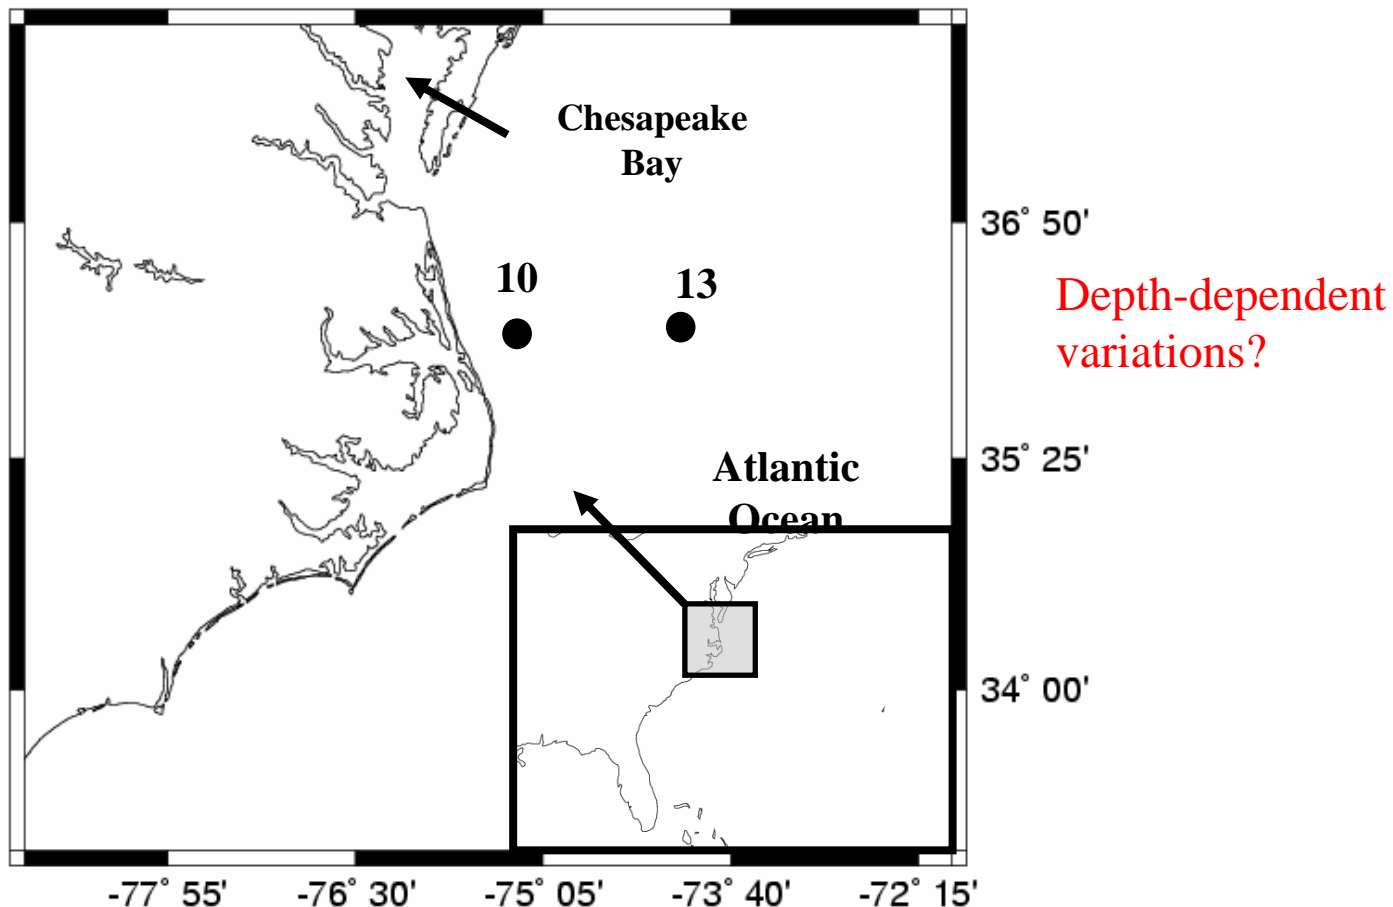 Chesapeake
Bay
36° 50'
10
13
Depth-dependent
variations?
35° 25'
Atlantic
Ocean
34° 00'
-77° 55'
-76° 30'
-75° 05'
-73° 40'
-72° 15'